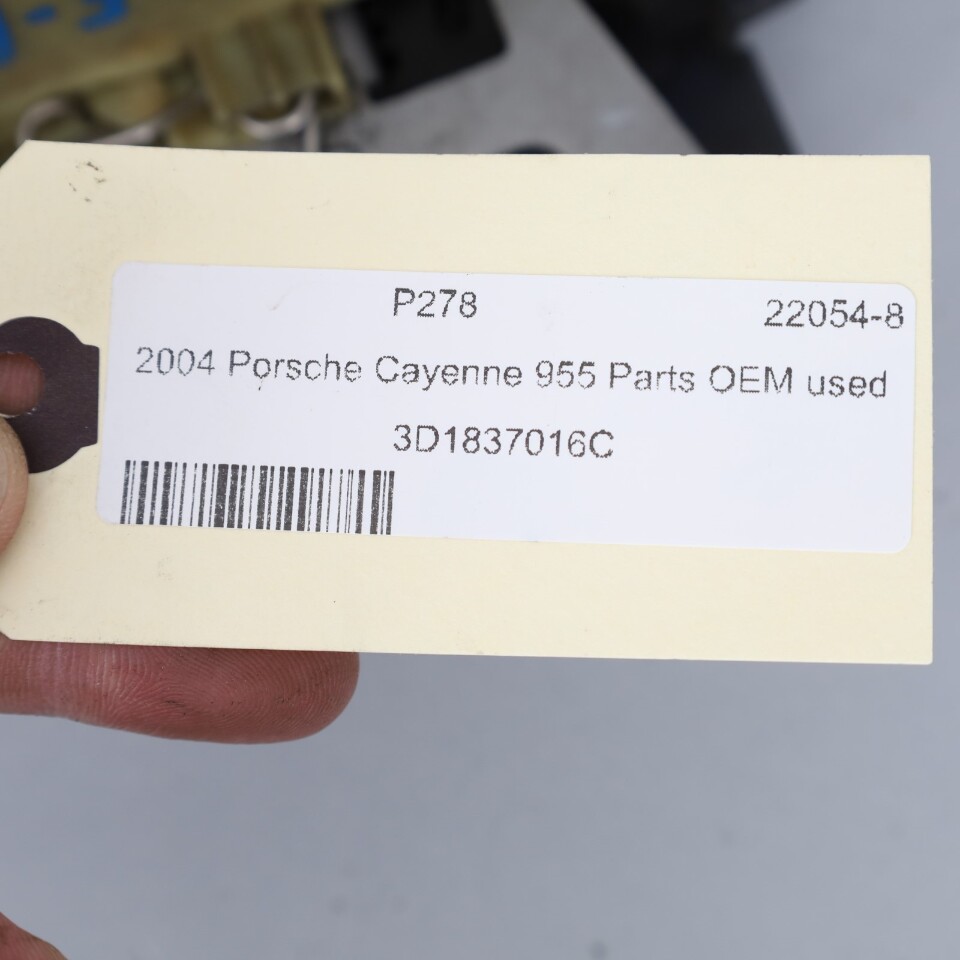 P278 22054-8
2004 Porsche Cayenne 955 Parts OEM used
3D1837016C